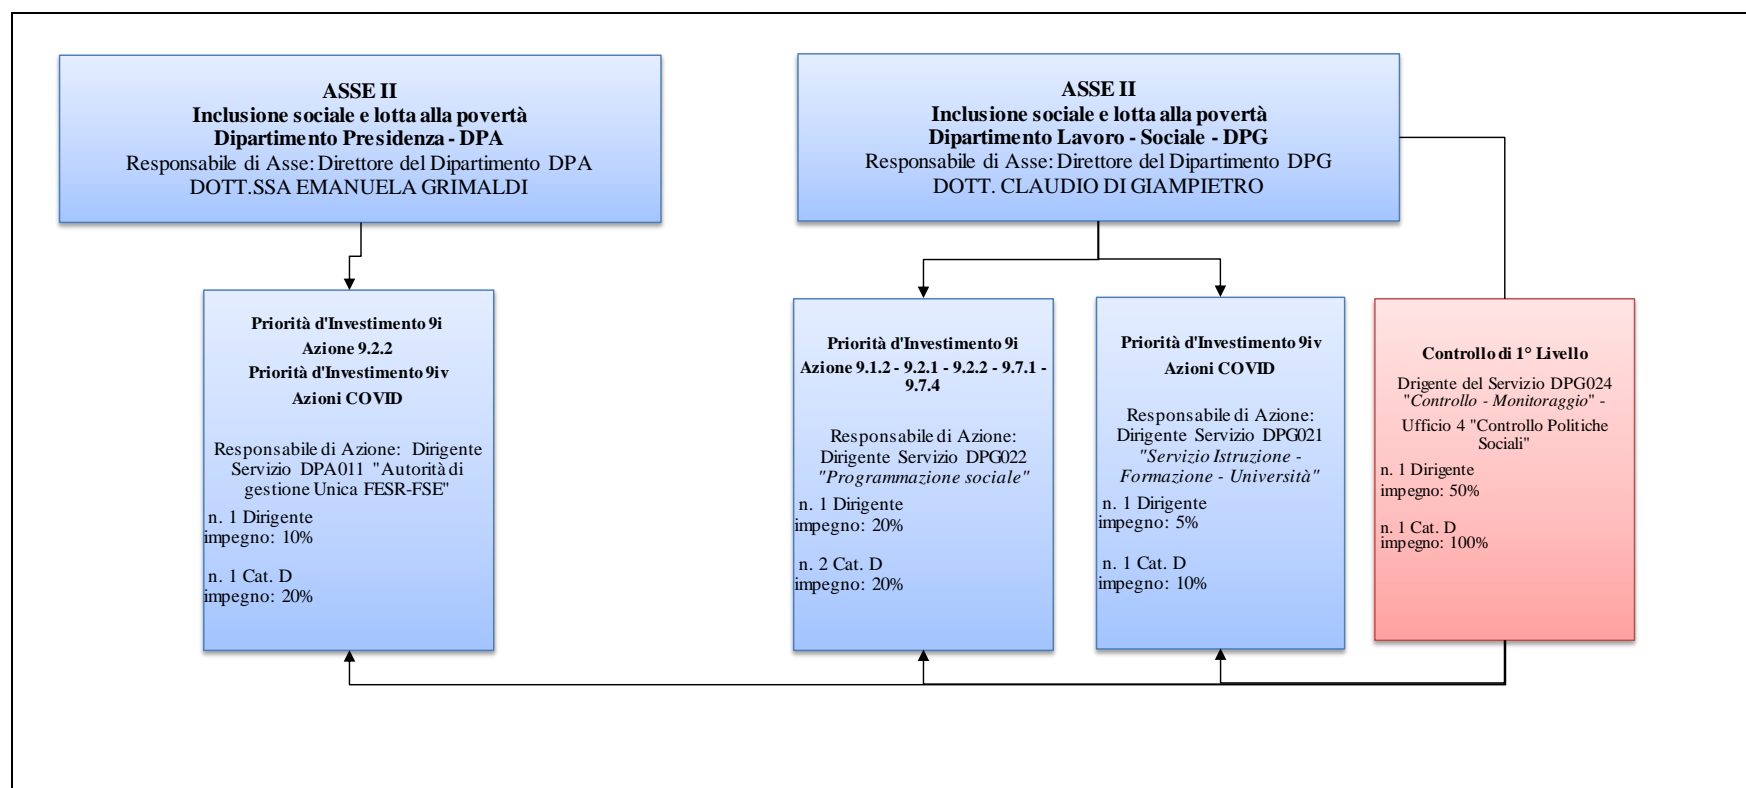 ASSE II
Inclusione sociale e lotta alla povertà
Dipartimento Presidenza - DPA
Responsabile di Asse: Direttore del Dipartimento DPA
DOTT.SSA EMANUELA GRIMALDI
ASSE II
Inclusione sociale e lotta alla povertà
Dipartimento Lavoro - Sociale - DPG
Responsabile di Asse: Direttore del Dipartimento DPG
DOTT. CLAUDIO DI GIAMPIETRO
Priorità d'Investimento 9i
Azione 9.2.2
Priorità d'Investimento 9iv
Azioni COVID
Responsabile di Azione: Dirigente
Servizio DPA011 "Autorità di
gestione Unica FESR-FSE"
n. 1 Dirigente
impegno: 10%
n. 1 Cat. D
impegno: 20%
Priorità d'Investimento 9i
Azione 9.1.2 - 9.2.1 - 9.2.2 - 9.7.1 -
9.7.4
Responsabile di Azione:
Dirigente Servizio DPG022
"Programmazione sociale"
n. 1 Dirigente
impegno: 20%
n. 2 Cat. D
impegno: 20%
Priorità d'Investimento 9iv
Azioni COVID
Responsabile di Azione:
Dirigente Servizio DPG021
"Servizio Istruzione -
Formazione - Università"
n. 1 Dirigente
impegno: 5%
n. 1 Cat. D
impegno: 10%
Controllo di 1° Livello
Drigente del Servizio DPG024
"Controllo - Monitoraggio" -
Ufficio 4 "Controllo Politiche
Sociali"
n. 1 Dirigente
impegno: 50%
n. 1 Cat. D
impegno: 100%